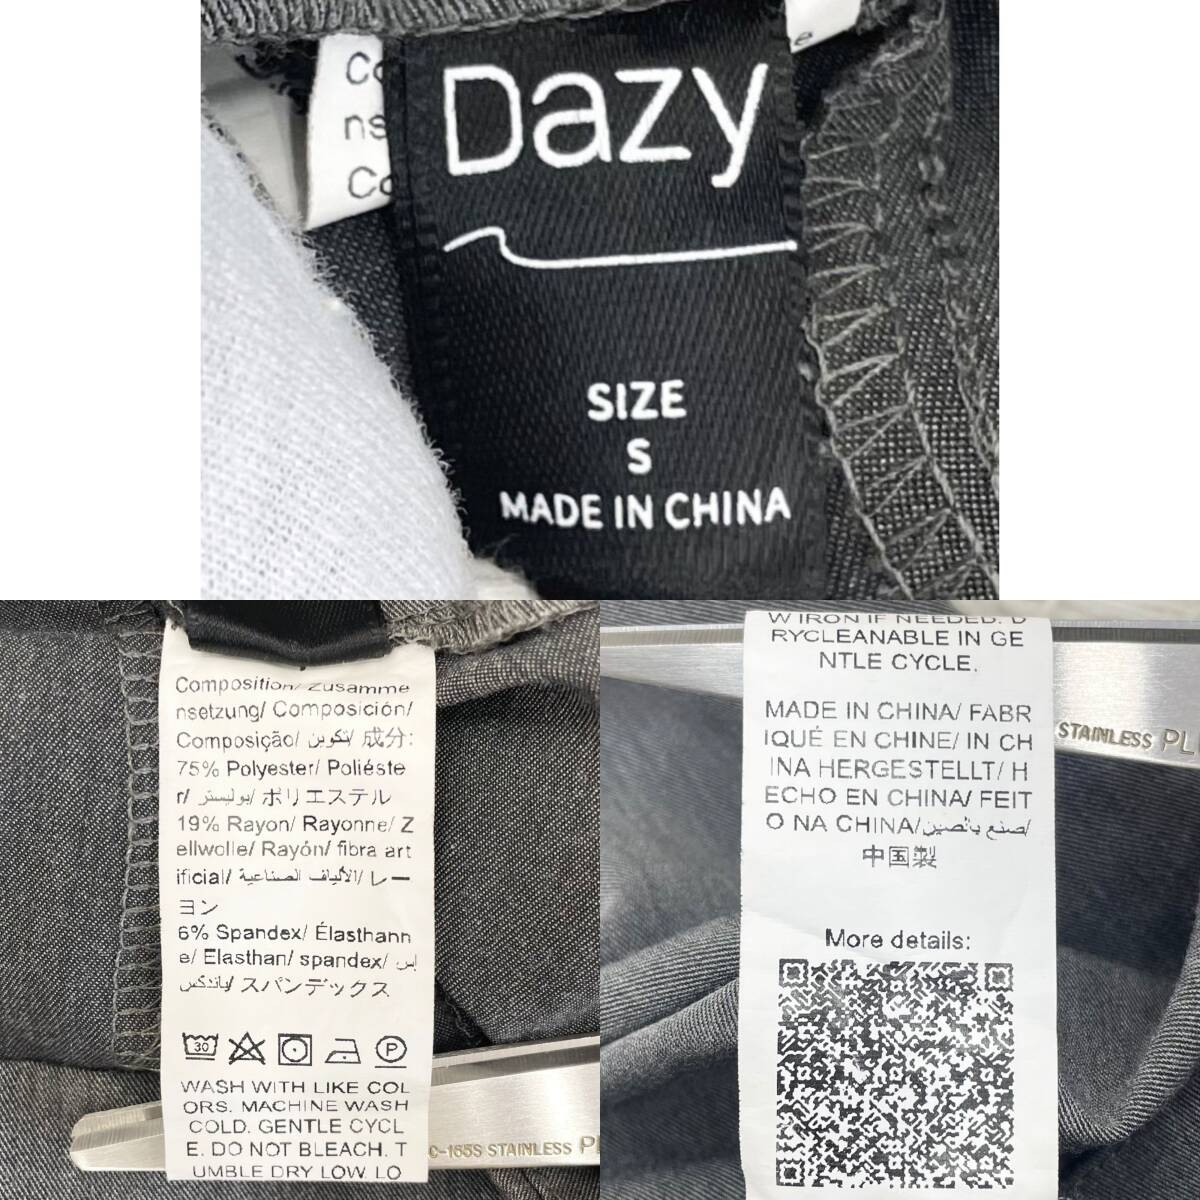 Co
ns
Co
e
Dazy
SIZE
S
MADE IN CHINA
Composition/ Zusamme
nsetzung/ Composición/
Composição/ تكوين/ 成分:
75% Polyester/ Poliéste
r/ بوليستر/ ポリエステル
19% Rayon/ Rayonne/ Z
ellwolle/ Rayón/ fibra art
ificial/ الألياف الصناعية/ レー
ヨン
6% Spandex/ Élasthann
e/ Elasthan/ spandex/ إس
باندكس/ スパンデックス
30
P
WASH WITH LIKE COL
ORS. MACHINE WASH
COLD. GENTLE CYCL
E. DO NOT BLEACH. T
UMBLE DRY LOW. LO
C-165S STAINLESS P
W IRON IF NEEDED. D
RYCLEANABLE IN GE
NTLE CYCLE.
MADE IN CHINA/ FABR
IQUÉ EN CHINE/ IN CH
INA HERGESTELLT/ H
ECHO EN CHINA/ FEIT
O NA CHINA/صنع بالصين/
中国製
STAINLESS PL
More details: